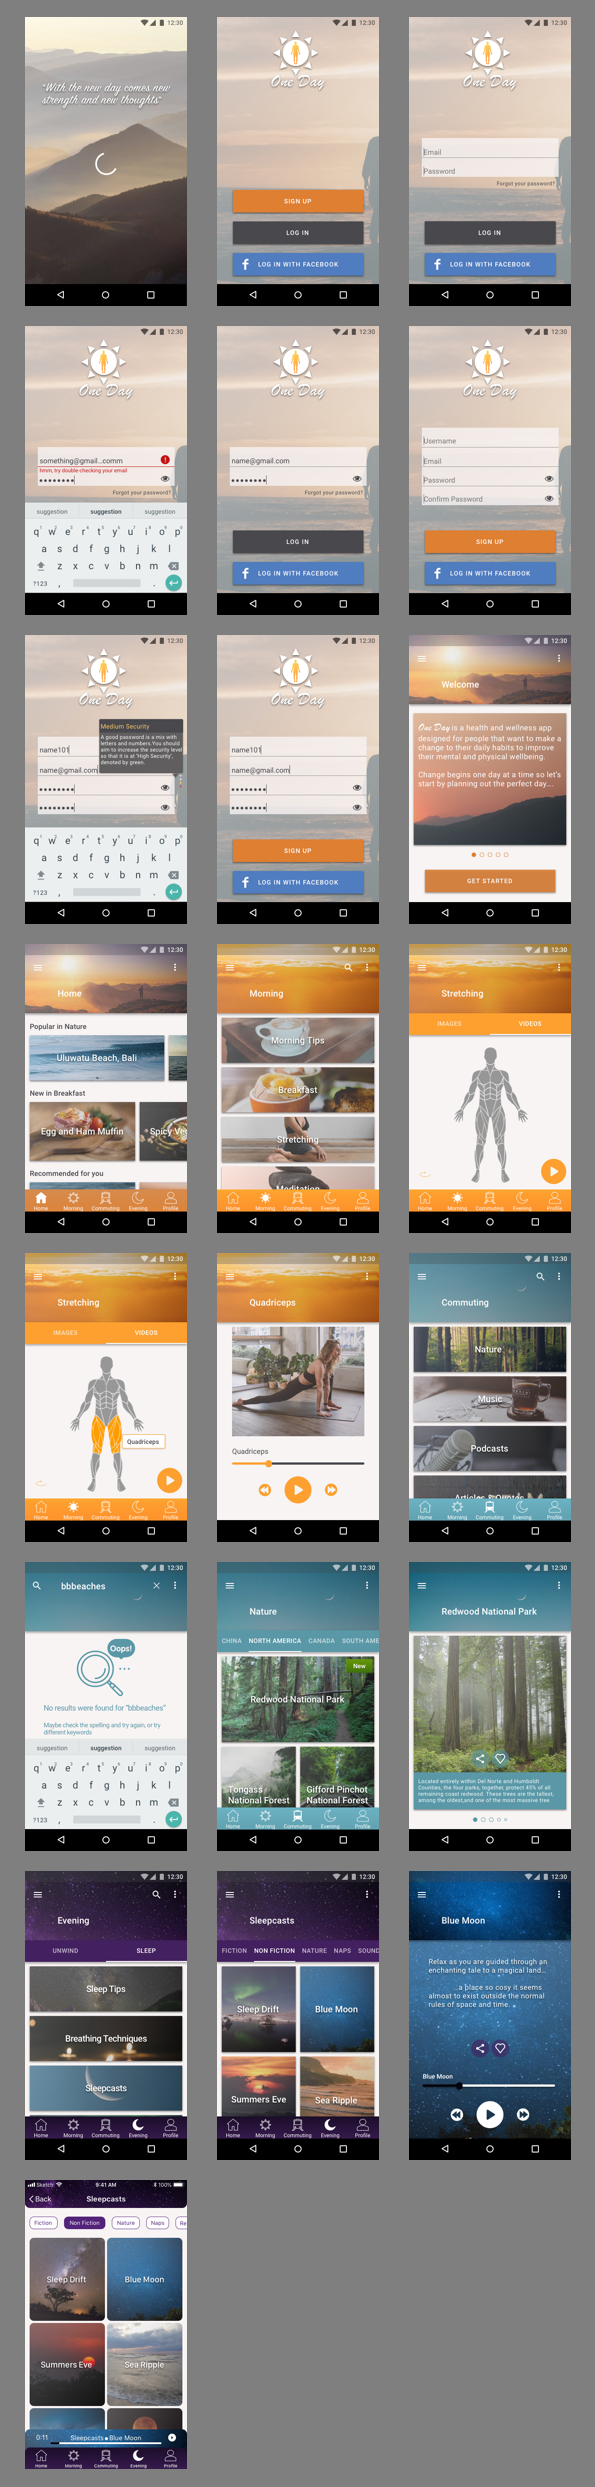 12:30
"With the new day comes new
strength and new thoughts"
12:30
One Day
SIGN UP
LOG IN
LOG IN WITH FACEBOOK
12:30
One Day
Email
Password
Forgot your password?
LOG IN
LOG IN WITH FACEBOOK
12:30
One Day
something@gmail...comm
hmm, try double-checking your email
Forgot your password?
suggestion suggestion suggestion
q w e r t y u i o p
a s d f g h j k l
z x c v b n m
?123 , .
12:30
One Day
name@gmail.com
Forgot your password?
LOG IN
LOG IN WITH FACEBOOK
12:30
One Day
Username
Email
Password
Confirm Password
SIGN UP
LOG IN WITH FACEBOOK
12:30
One Day
Medium Security
A good password is a mix with
letters and numbers.You should
aim to increase the security level
so that it is at 'High Security',
denoted by green.
name101
name@gmail.com
q w e r t y u i o p
a s d f g h j k l
z x c v b n m
?123 , .
12:30
One Day
name101
name@gmail.com
SIGN UP
LOG IN WITH FACEBOOK
12:30
Welcome
One Day is a health and wellness app
designed for people that want to make a
change to their daily habits to improve
their mental and physical wellbeing.
Change begins one day at a time so let's
start by planning out the perfect day....
GET STARTED
12:30
Home
Popular in Nature
Uluwatu Beach, Bali
New in Breakfast
Egg and Ham Muffin
Spicy Ve
Recommended for you
Home Morning Commuting Evening Profile
12:30
Morning
Morning Tips
Breakfast
Stretching
Meditation
Home Morning Commuting Evening Profile
12:30
Stretching
IMAGES VIDEOS
Home Morning Commuting Evening Profile
12:30
Stretching
IMAGES VIDEOS
Quadriceps
Home Morning Commuting Evening Profile
12:30
Quadriceps
Quadriceps
12:30
Commuting
Nature
Music
Podcasts
Articles & Quotes
Home Morning Commuting Evening Profile
12:30
bbbeaches
Oops!
No results were found for "bbbeaches"
Maybe check the spelling and try again, or try
different keywords
suggestion suggestion suggestion
q w e r t y u i o p
a s d f g h j k l
z x c v b n m
?123 , .
12:30
Nature
CHINA NORTH AMERICA CANADA SOUTH AME
New
Redwood National Park
Tongass
National Forest
Gifford Pinchot
National Forest
Home Morning Commuting Evening Profile
12:30
Redwood National Park
Located entirely within Del Norte and Humboldt
Counties, the four parks, together, protect 45% of all
remaining coast redwood. These trees are the tallest,
among the oldest,and one of the most massive tree
12:30
Evening
UNWIND SLEEP
Sleep Tips
Breathing Techniques
Sleepcasts
Home Morning Commuting Evening Profile
12:30
Sleepcasts
FICTION NON FICTION NATURE NAPS SOUND
Sleep Drift
Blue Moon
Summers Eve
Sea Ripple
Home Morning Commuting Evening Profile
12:30
Blue Moon
Relax as you are guided through an
enchanting tale to a magical land...
...a place so cosy it seems
almost to exist outside the normal
rules of space and time.
Blue Moon
Sketch 9:41 AM 100%
Back Sleepcasts
Fiction Non Fiction Nature Naps Re
Sleep Drift
Blue Moon
Summers Eve
Sea Ripple
0:11 Sleepcasts Blue Moon
Home Morning Commuting Evening Profile